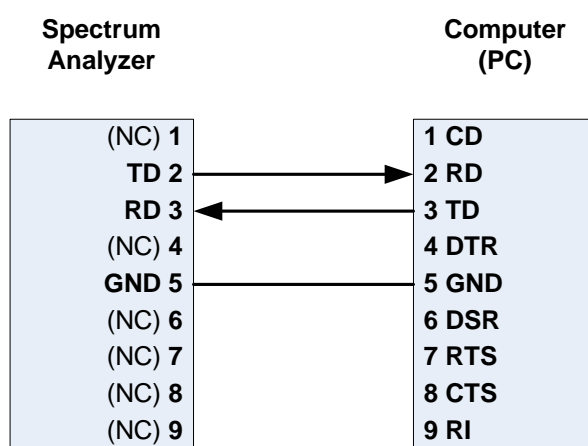 Spectrum
Analyzer
Computer
(PC)
(NC) 1
TD 2
RD 3
(NC) 4
GND 5
(NC) 6
(NC) 7
(NC) 8
(NC) 9
1 CD
2 RD
3 TD
4 DTR
5 GND
6 DSR
7 RTS
8 CTS
9 RI